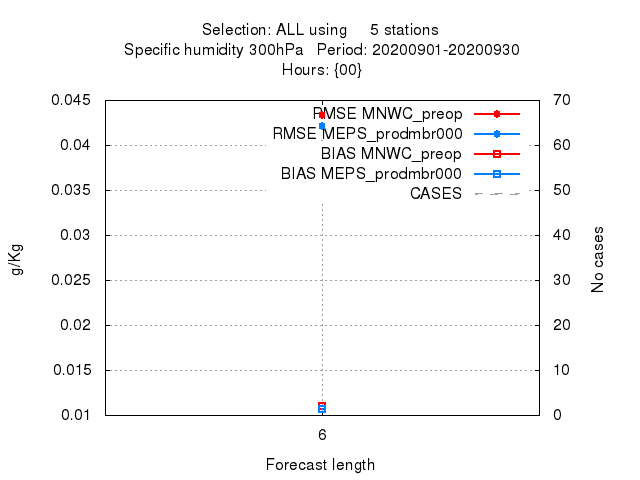 Selection: ALL using 5 stations
Specific humidity 300hPa Period: 20200901-20200930
Hours: {00}
0.045
0.04
0.035
0.03
0.025
0.02
0.015
0.01
g/Kg
RMSE MNWC_preop
RMSE MEPS_prodmbr000
BIAS MNWC_preop
BIAS MEPS_prodmbr000
CASES
70
60
50
40
30
20
10
0
No cases
6
Forecast length